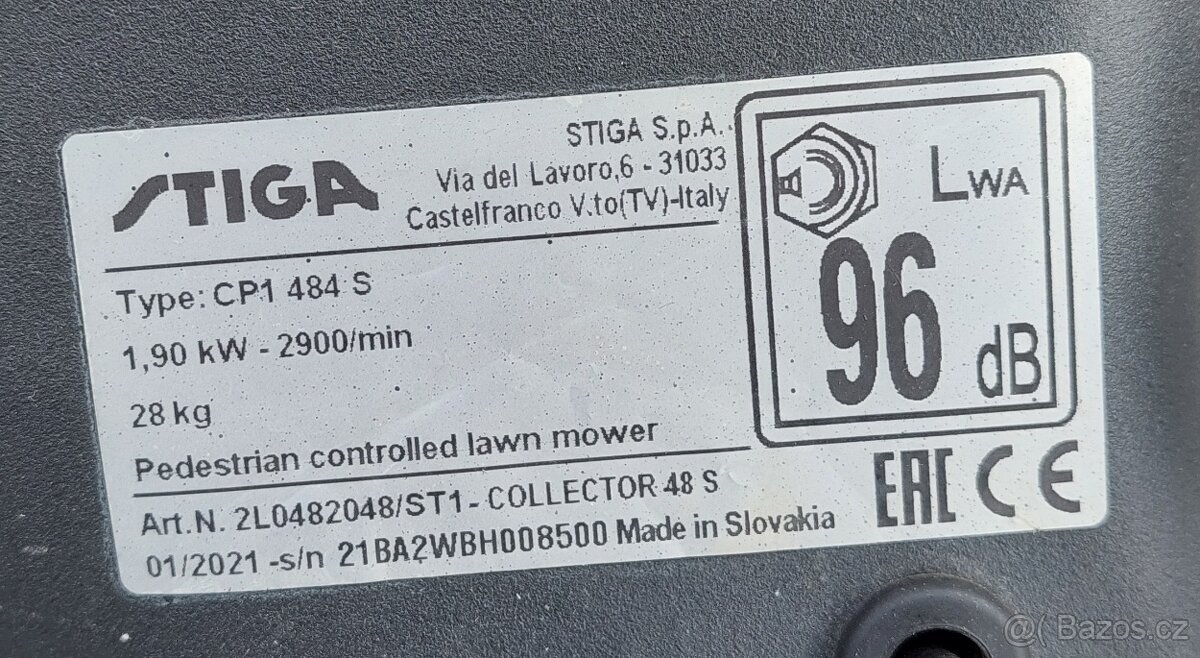 STIGA
STIGA S.p.A.
Via del Lavoro,6 - 31033
Castelfranco V.to(TV)-Italy
Type: CP1 484 S
1,90 kW - 2900/min
28 kg
Pedestrian controlled lawn mower
Art.N. 2L0482048/ST1 - COLLECTOR 48 S
01/2021 -s/n 21BA2WBH008500 Made in Slovakia
LWA
96
dB
EAC CE
@( Bazos.cz